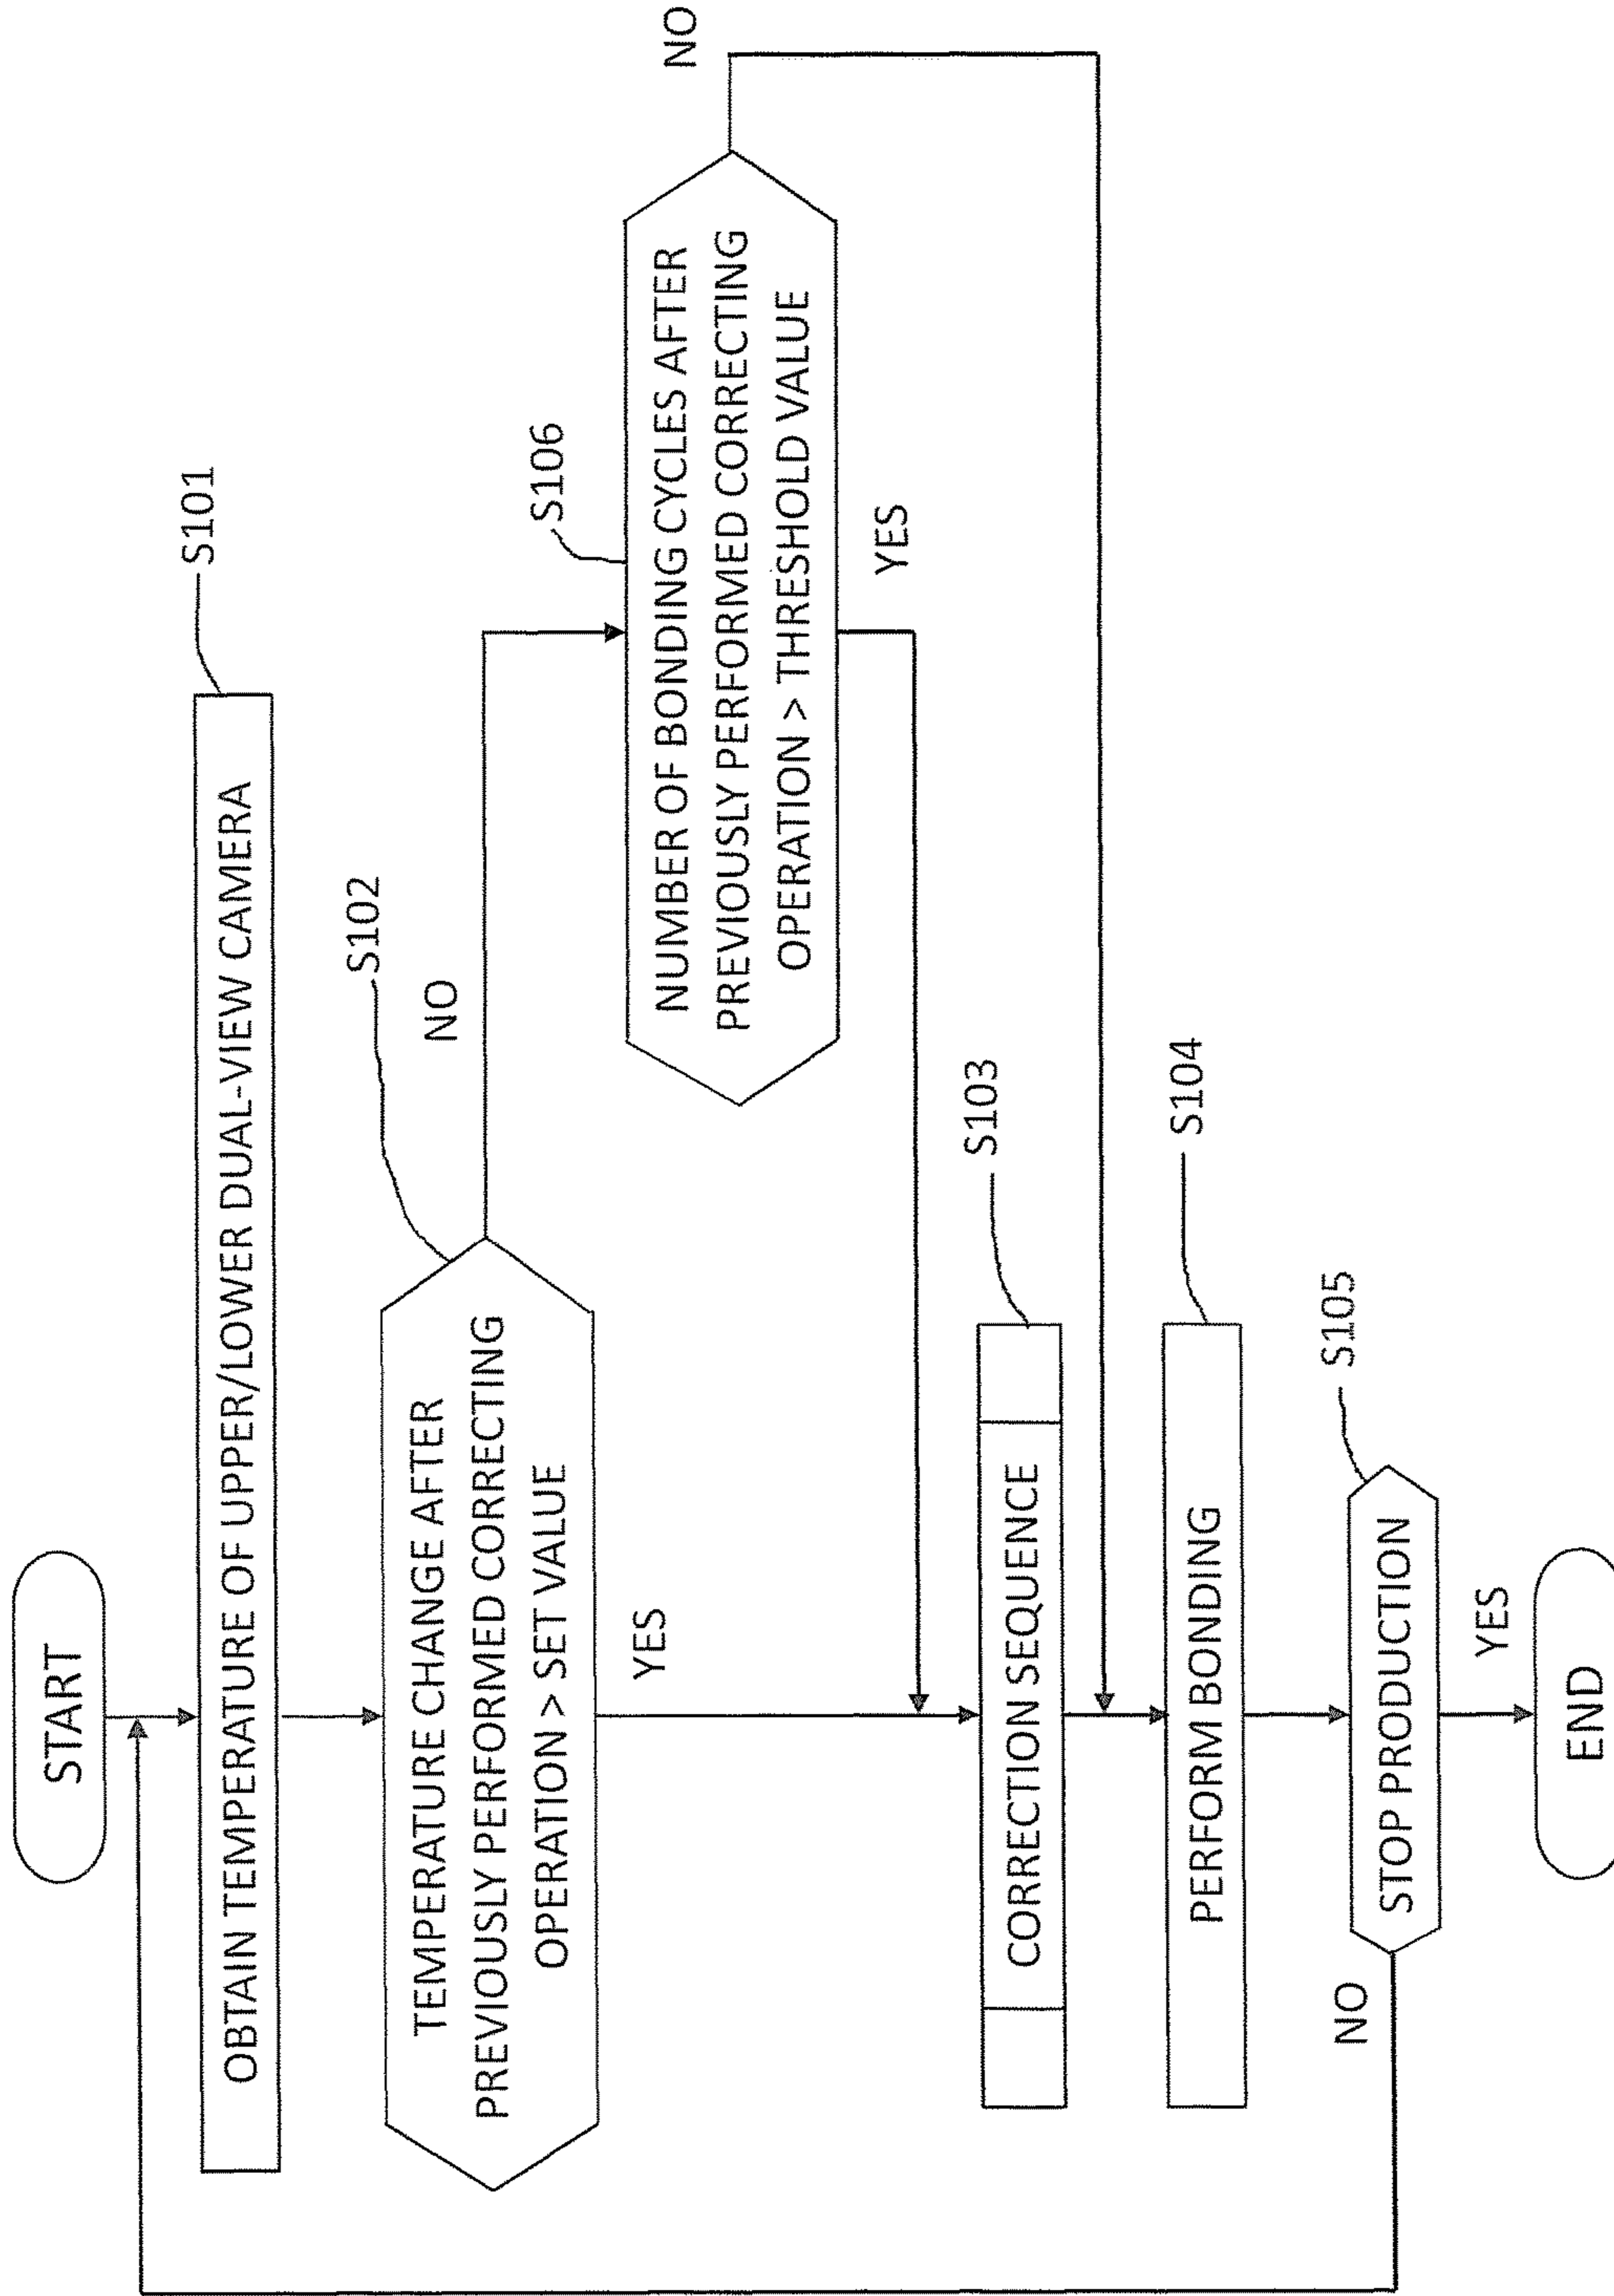 START
S101
OBTAIN TEMPERATURE OF UPPER/LOWER DUAL-VIEW CAMERA
S102
TEMPERATURE CHANGE AFTER
PREVIOUSLY PERFORMED CORRECTING
OPERATION > SET VALUE
NO
YES
S106
NUMBER OF BONDING CYCLES AFTER
PREVIOUSLY PERFORMED CORRECTING
OPERATION > THRESHOLD VALUE
NO
YES
S103
CORRECTION SEQUENCE
S104
PERFORM BONDING
S105
STOP PRODUCTION
NO
YES
END